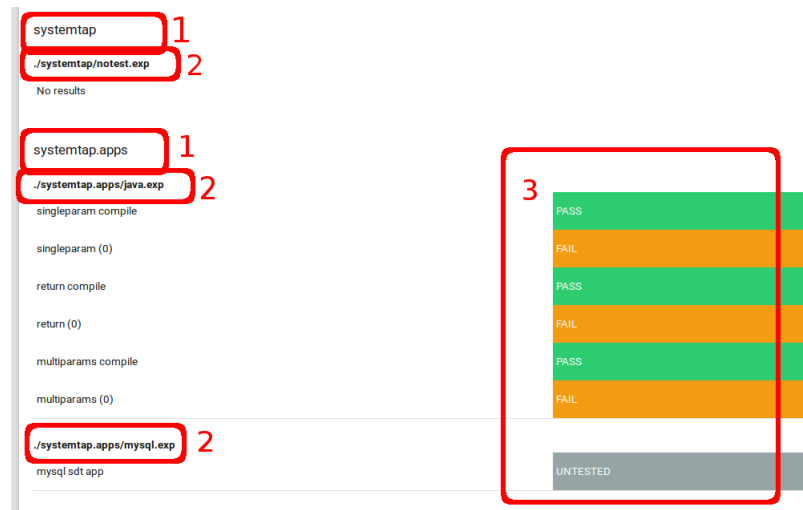 systemtap 1
./systemtap/notest.exp 2
No results
systemtap.apps 1
./systemtap.apps/java.exp 2
3
singleparam compile PASS
singleparam (0) FAIL
return compile PASS
return (0) FAIL
multiparams compile PASS
multiparams (0) FAIL
./systemtap.apps/mysql.exp 2
mysql sdt app UNTESTED